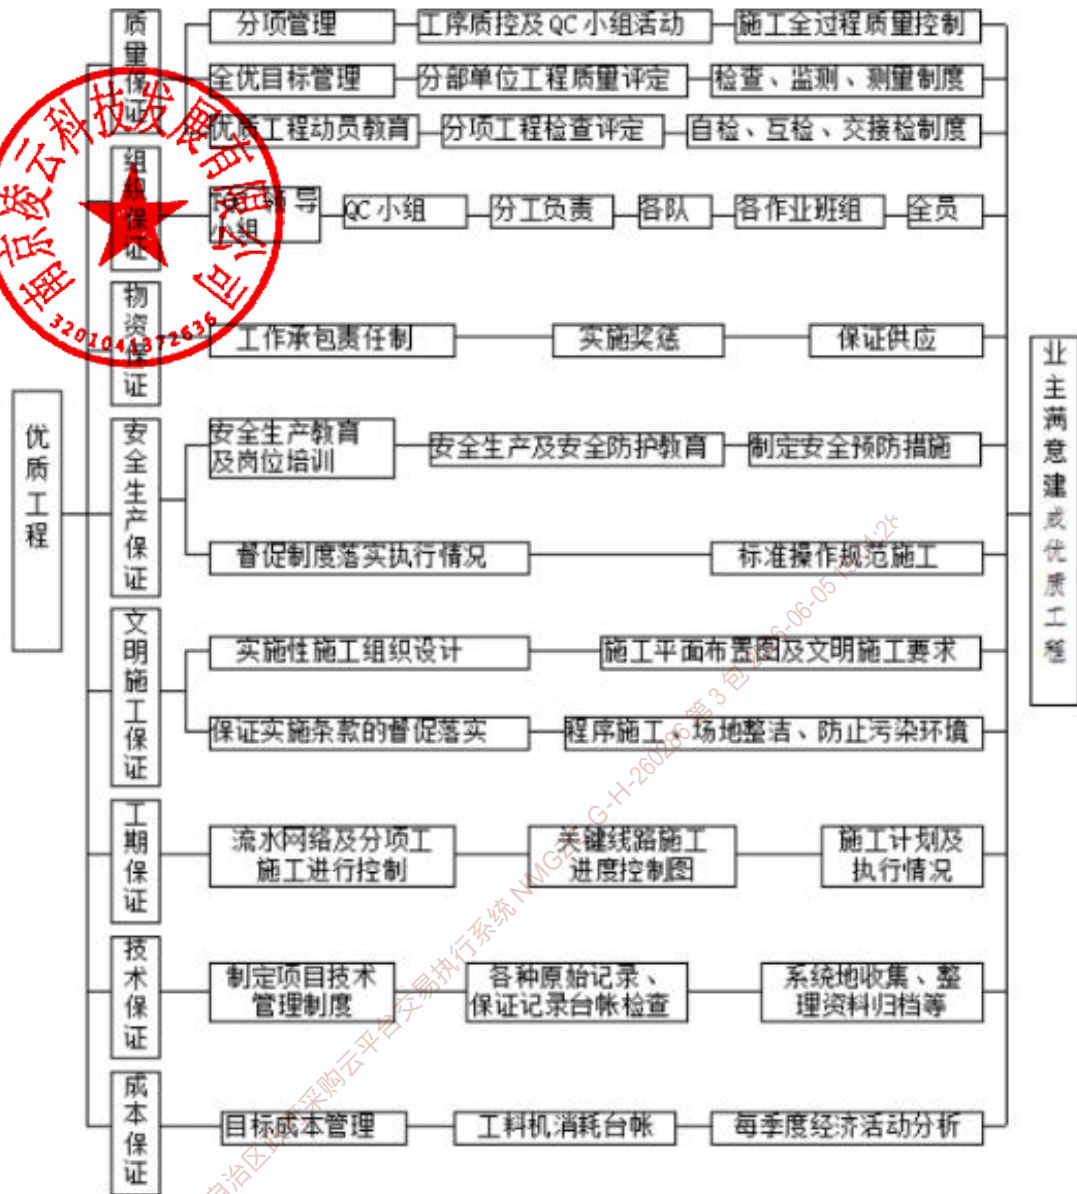 质量保证
分项管理
工序质控及QC小组活动
施工全过程质量控制
全优目标管理
分部单位工程质量评定
检查、监测、测量制度
优质工程动员教育
分项工程检查评定
自检、互检、交接检制度
组织保证
领导
小组
QC小组
分工负责
各队
各作业班组
全员
物资保证
工作承包责任制
实施奖惩
保证供应
优质工程
安全生产保证
安全生产教育
及岗位培训
安全生产及安全防护教育
制定安全预防措施
督促制度落实执行情况
标准操作规范施工
文明施工保证
实施性施工组织设计
施工平面布置图及文明施工要求
保证实施条款的督促落实
程序施工、场地整洁、防止污染环境
工期保证
流水网络及分项工
施工进行控制
关键线路施工
进度控制图
施工计划及
执行情况
技术保证
制定项目技术
管理制度
各种原始记录、
保证记录台帐检查
系统地收集、整
理资料归档等
成本保证
目标成本管理
工料机消耗台帐
每季度经济活动分析
业主满意建成优质工程
南京凌云科技发展有限公司
3201041372636